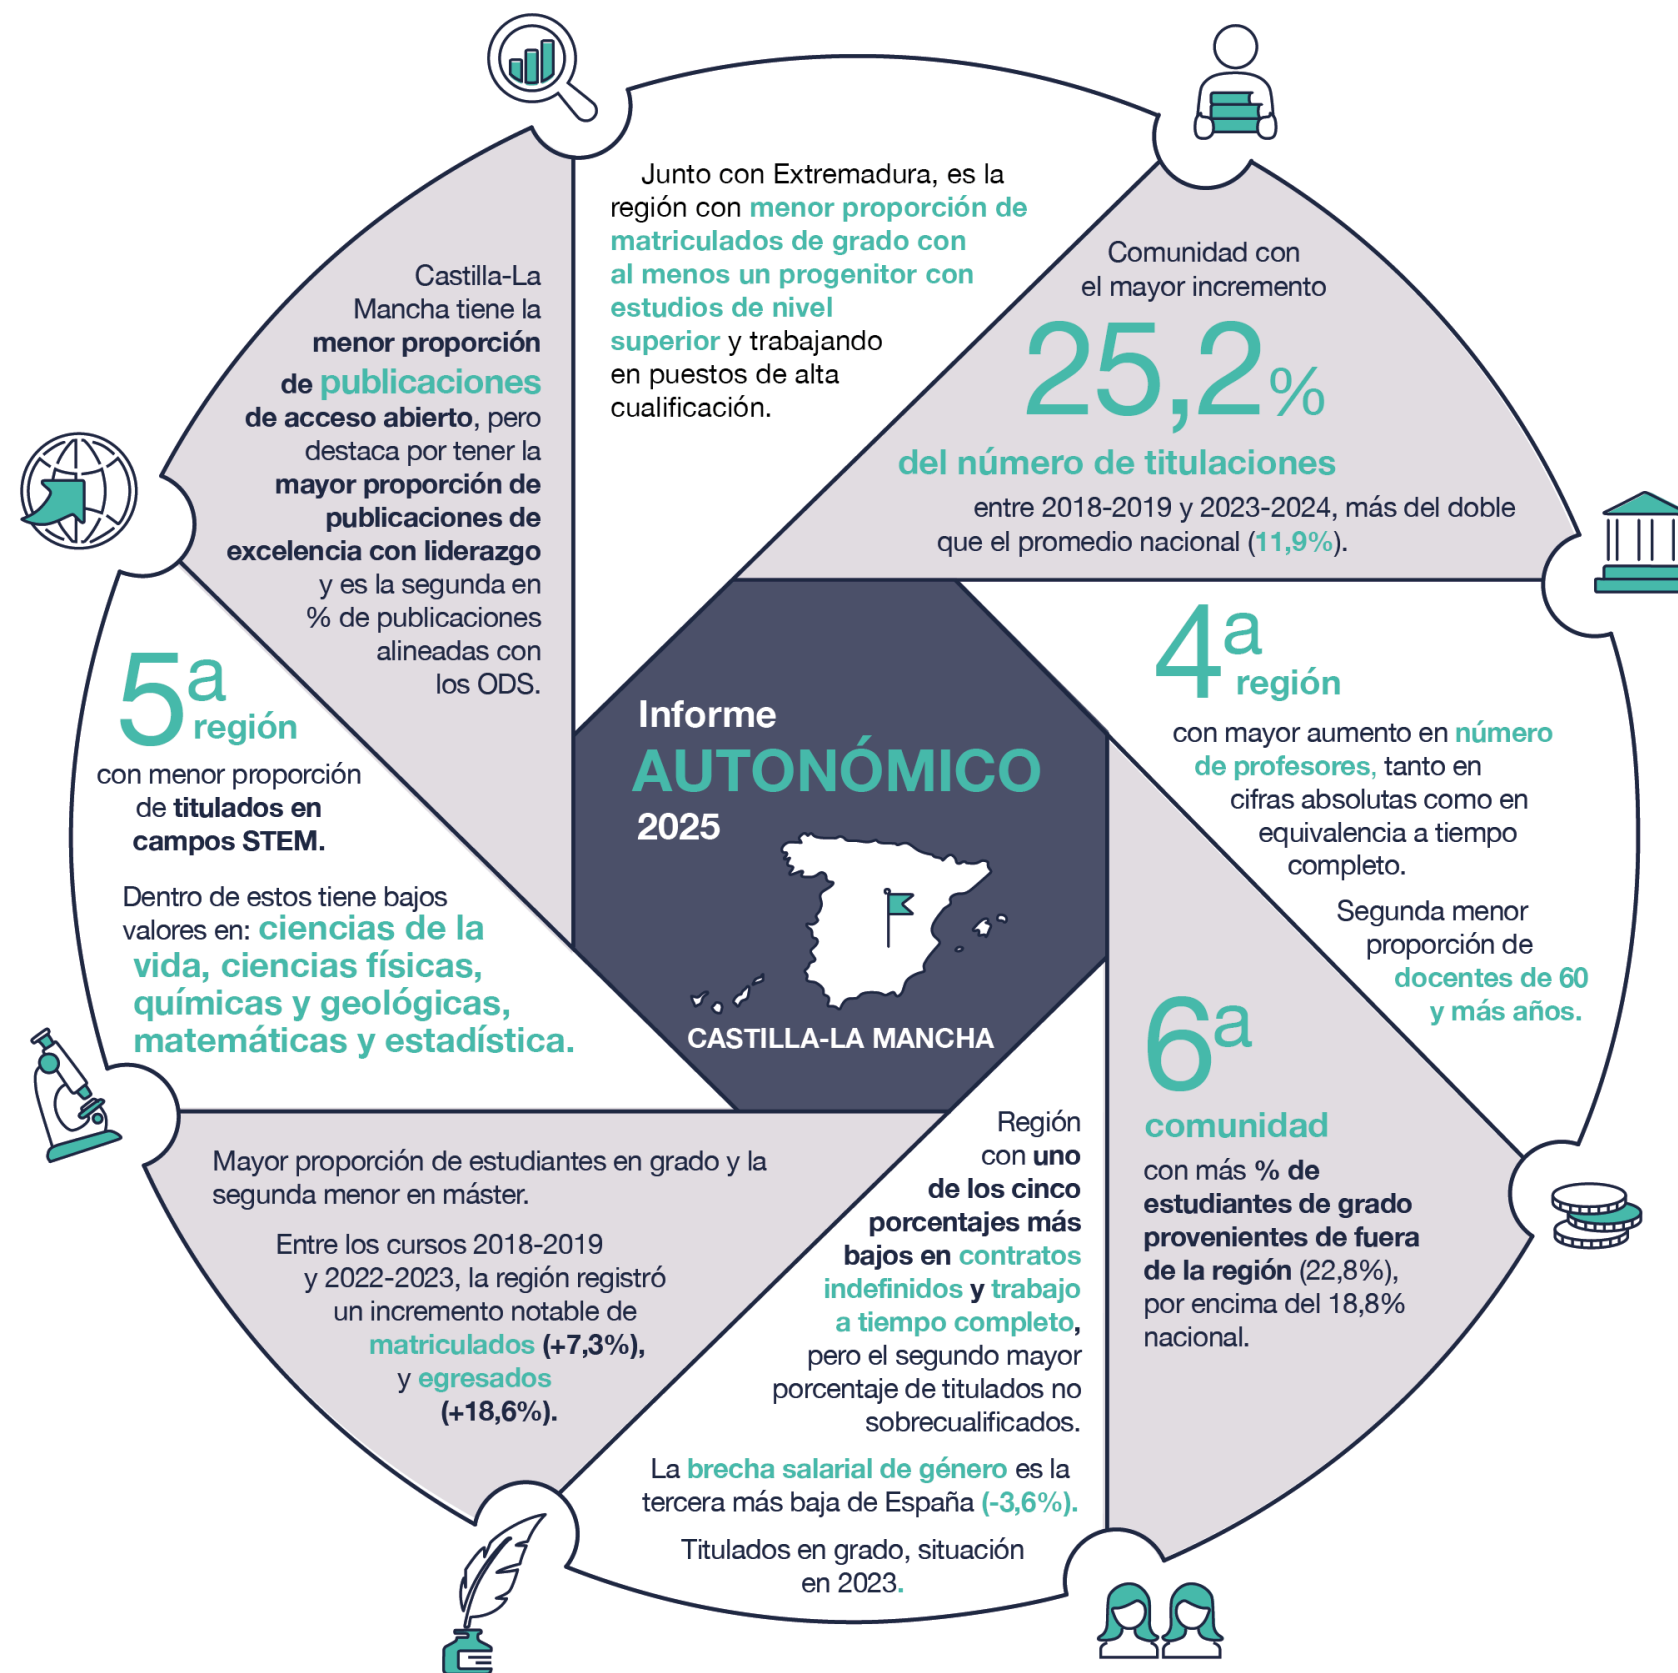 Junto con Extremadura, es la
región con menor proporción de
matriculados de grado con
al menos un progenitor con
estudios de nivel
superior y trabajando
en puestos de alta
cualificación.
Comunidad con
el mayor incremento
25,2%
del número de titulaciones
entre 2018-2019 y 2023-2024, más del doble
que el promedio nacional (11,9%).
4ª
región
con mayor aumento en número
de profesores, tanto en
cifras absolutas como en
equivalencia a tiempo
completo.
Segunda menor
proporción de
docentes de 60
y más años.
6ª
comunidad
con más % de
estudiantes de grado
provenientes de fuera
de la región (22,8%),
por encima del 18,8%
nacional.
Región
con uno
de los cinco
porcentajes más
bajos en contratos
indefinidos y trabajo
a tiempo completo,
pero el segundo mayor
porcentaje de titulados no
sobrecualificados.
La brecha salarial de género es la
tercera más baja de España (-3,6%).
Titulados en grado, situación
en 2023.
Mayor proporción de estudiantes en grado y la
segunda menor en máster.
Entre los cursos 2018-2019
y 2022-2023, la región registró
un incremento notable de
matriculados (+7,3%),
y egresados
(+18,6%).
5ª
región
con menor proporción
de titulados en
campos STEM.
Dentro de estos tiene bajos
valores en: ciencias de la
vida, ciencias físicas,
químicas y geológicas,
matemáticas y estadística.
Castilla-La
Mancha tiene la
menor proporción
de publicaciones
de acceso abierto, pero
destaca por tener la
mayor proporción de
publicaciones de
excelencia con liderazgo
y es la segunda en
% de publicaciones
alineadas con
los ODS.
Informe
AUTONÓMICO
2025
CASTILLA-LA MANCHA